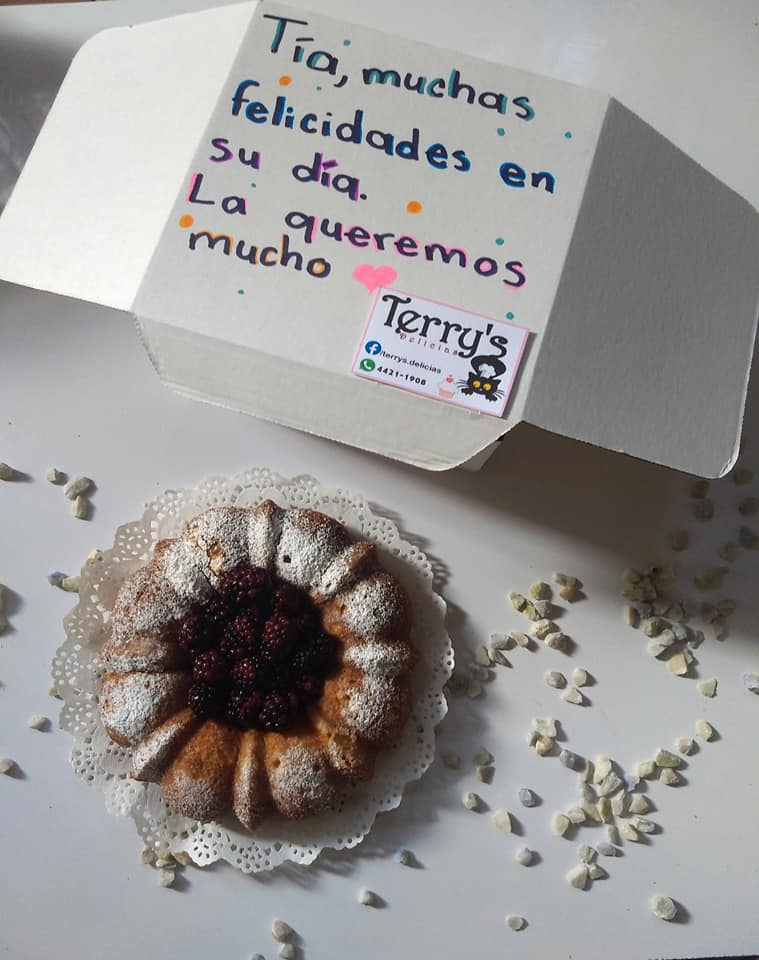 Tía, muchas
felicidades en
su día.
La queremos
mucho
Terry's
Delicias
/terrys.delicias
4421-1908